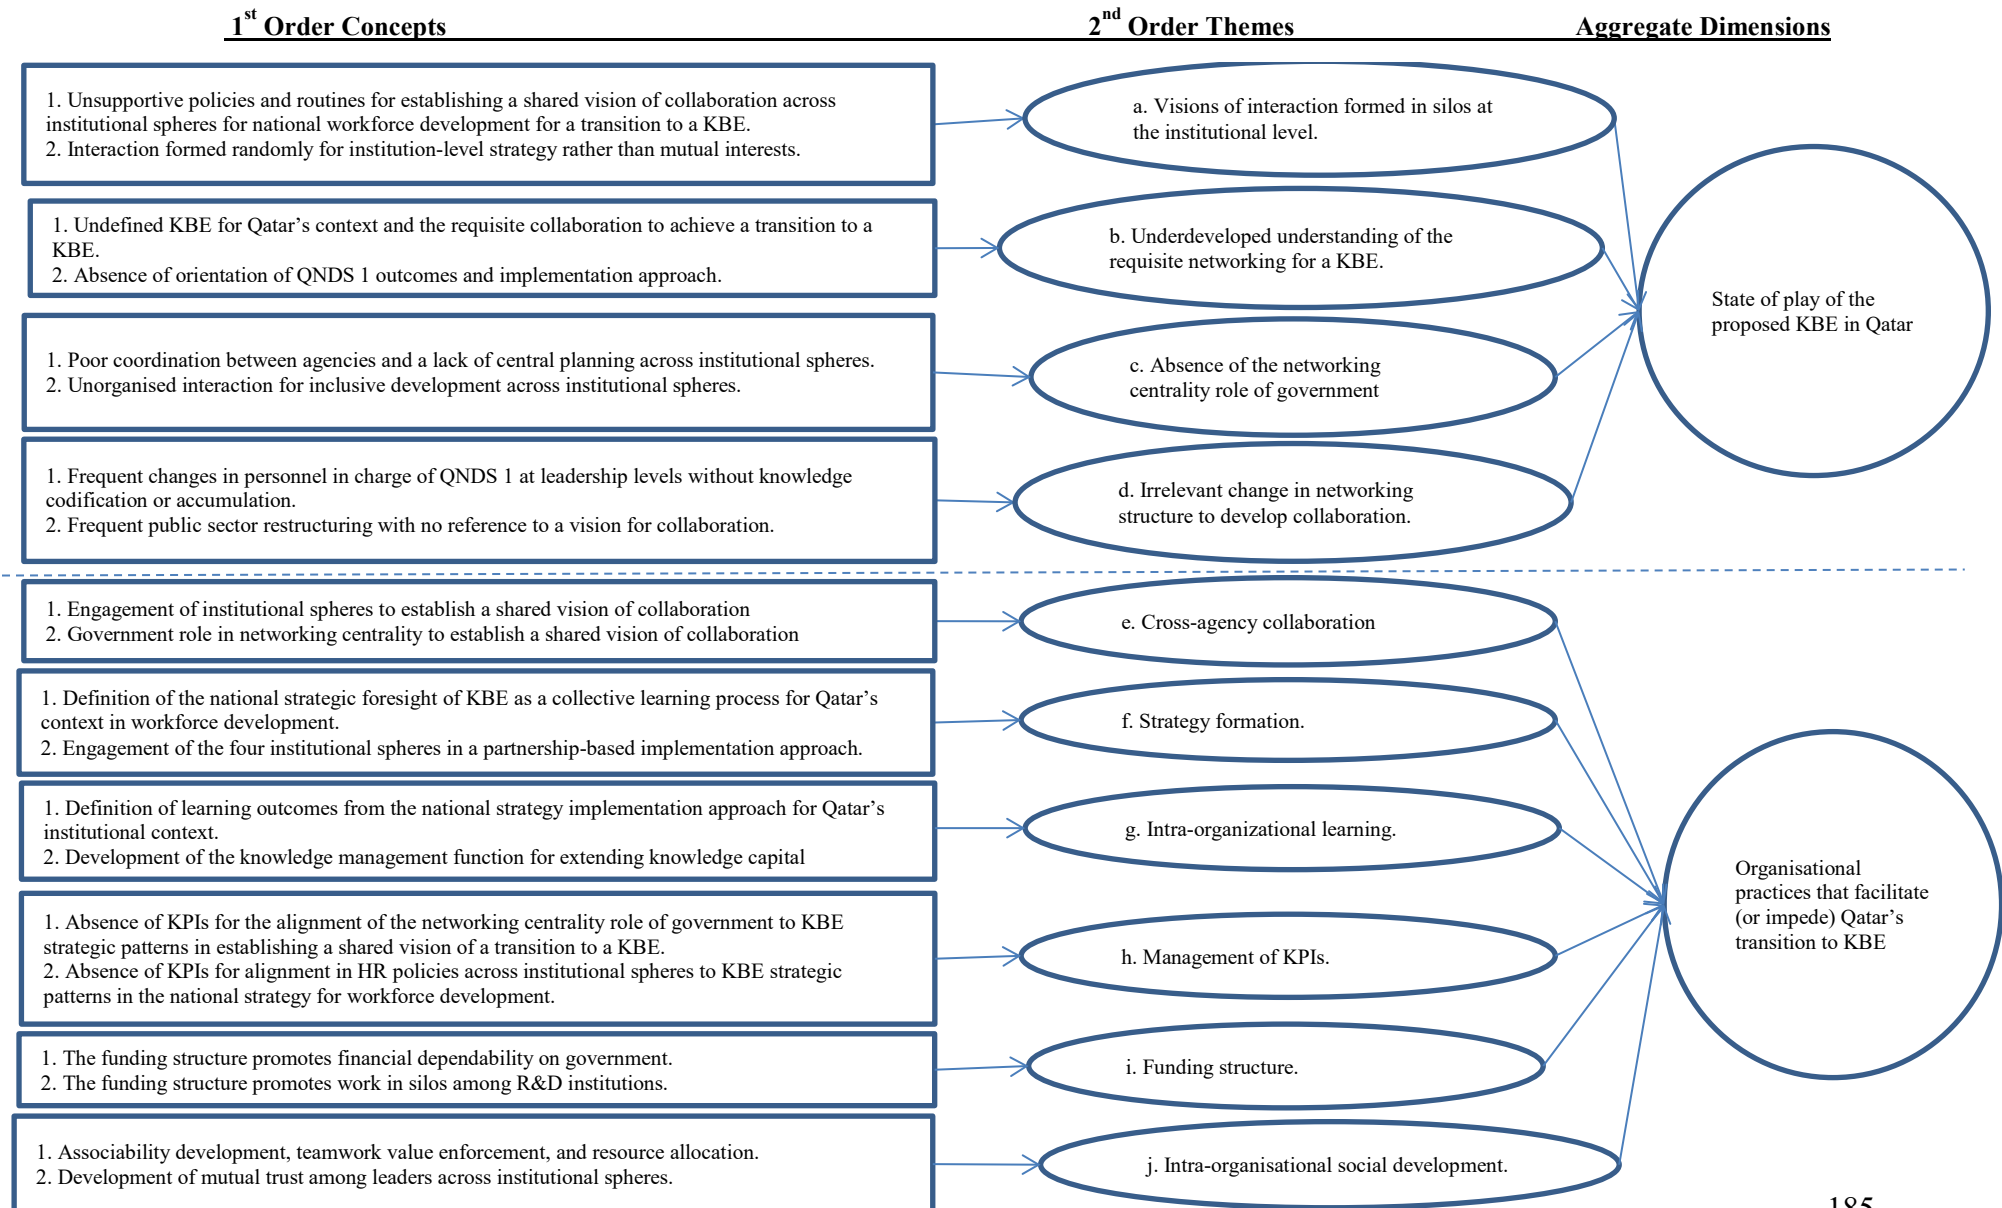 1st Order Concepts 2nd Order Themes Aggregate Dimensions
1. Unsupportive policies and routines for establishing a shared vision of collaboration across
institutional spheres for national workforce development for a transition to a KBE.
2. Interaction formed randomly for institution-level strategy rather than mutual interests.
a. Visions of interaction formed in silos at
the institutional level.
1. Undefined KBE for Qatar’s context and the requisite collaboration to achieve a transition to a
KBE.
2. Absence of orientation of QNDS 1 outcomes and implementation approach.
b. Underdeveloped understanding of the
requisite networking for a KBE.
1. Poor coordination between agencies and a lack of central planning across institutional spheres.
2. Unorganised interaction for inclusive development across institutional spheres.
c. Absence of the networking
centrality role of government
1. Frequent changes in personnel in charge of QNDS 1 at leadership levels without knowledge
codification or accumulation.
2. Frequent public sector restructuring with no reference to a vision for collaboration.
d. Irrelevant change in networking
structure to develop collaboration.
State of play of the
proposed KBE in Qatar
1. Engagement of institutional spheres to establish a shared vision of collaboration
2. Government role in networking centrality to establish a shared vision of collaboration
e. Cross-agency collaboration
1. Definition of the national strategic foresight of KBE as a collective learning process for Qatar’s
context in workforce development.
2. Engagement of the four institutional spheres in a partnership-based implementation approach.
f. Strategy formation.
1. Definition of learning outcomes from the national strategy implementation approach for Qatar’s
institutional context.
2. Development of the knowledge management function for extending knowledge capital
g. Intra-organizational learning.
1. Absence of KPIs for the alignment of the networking centrality role of government to KBE
strategic patterns in establishing a shared vision of a transition to a KBE.
2. Absence of KPIs for alignment in HR policies across institutional spheres to KBE strategic
patterns in the national strategy for workforce development.
h. Management of KPIs.
1. The funding structure promotes financial dependability on government.
2. The funding structure promotes work in silos among R&D institutions.
i. Funding structure.
1. Associability development, teamwork value enforcement, and resource allocation.
2. Development of mutual trust among leaders across institutional spheres.
j. Intra-organisational social development.
Organisational
practices that facilitate
(or impede) Qatar’s
transition to KBE
185